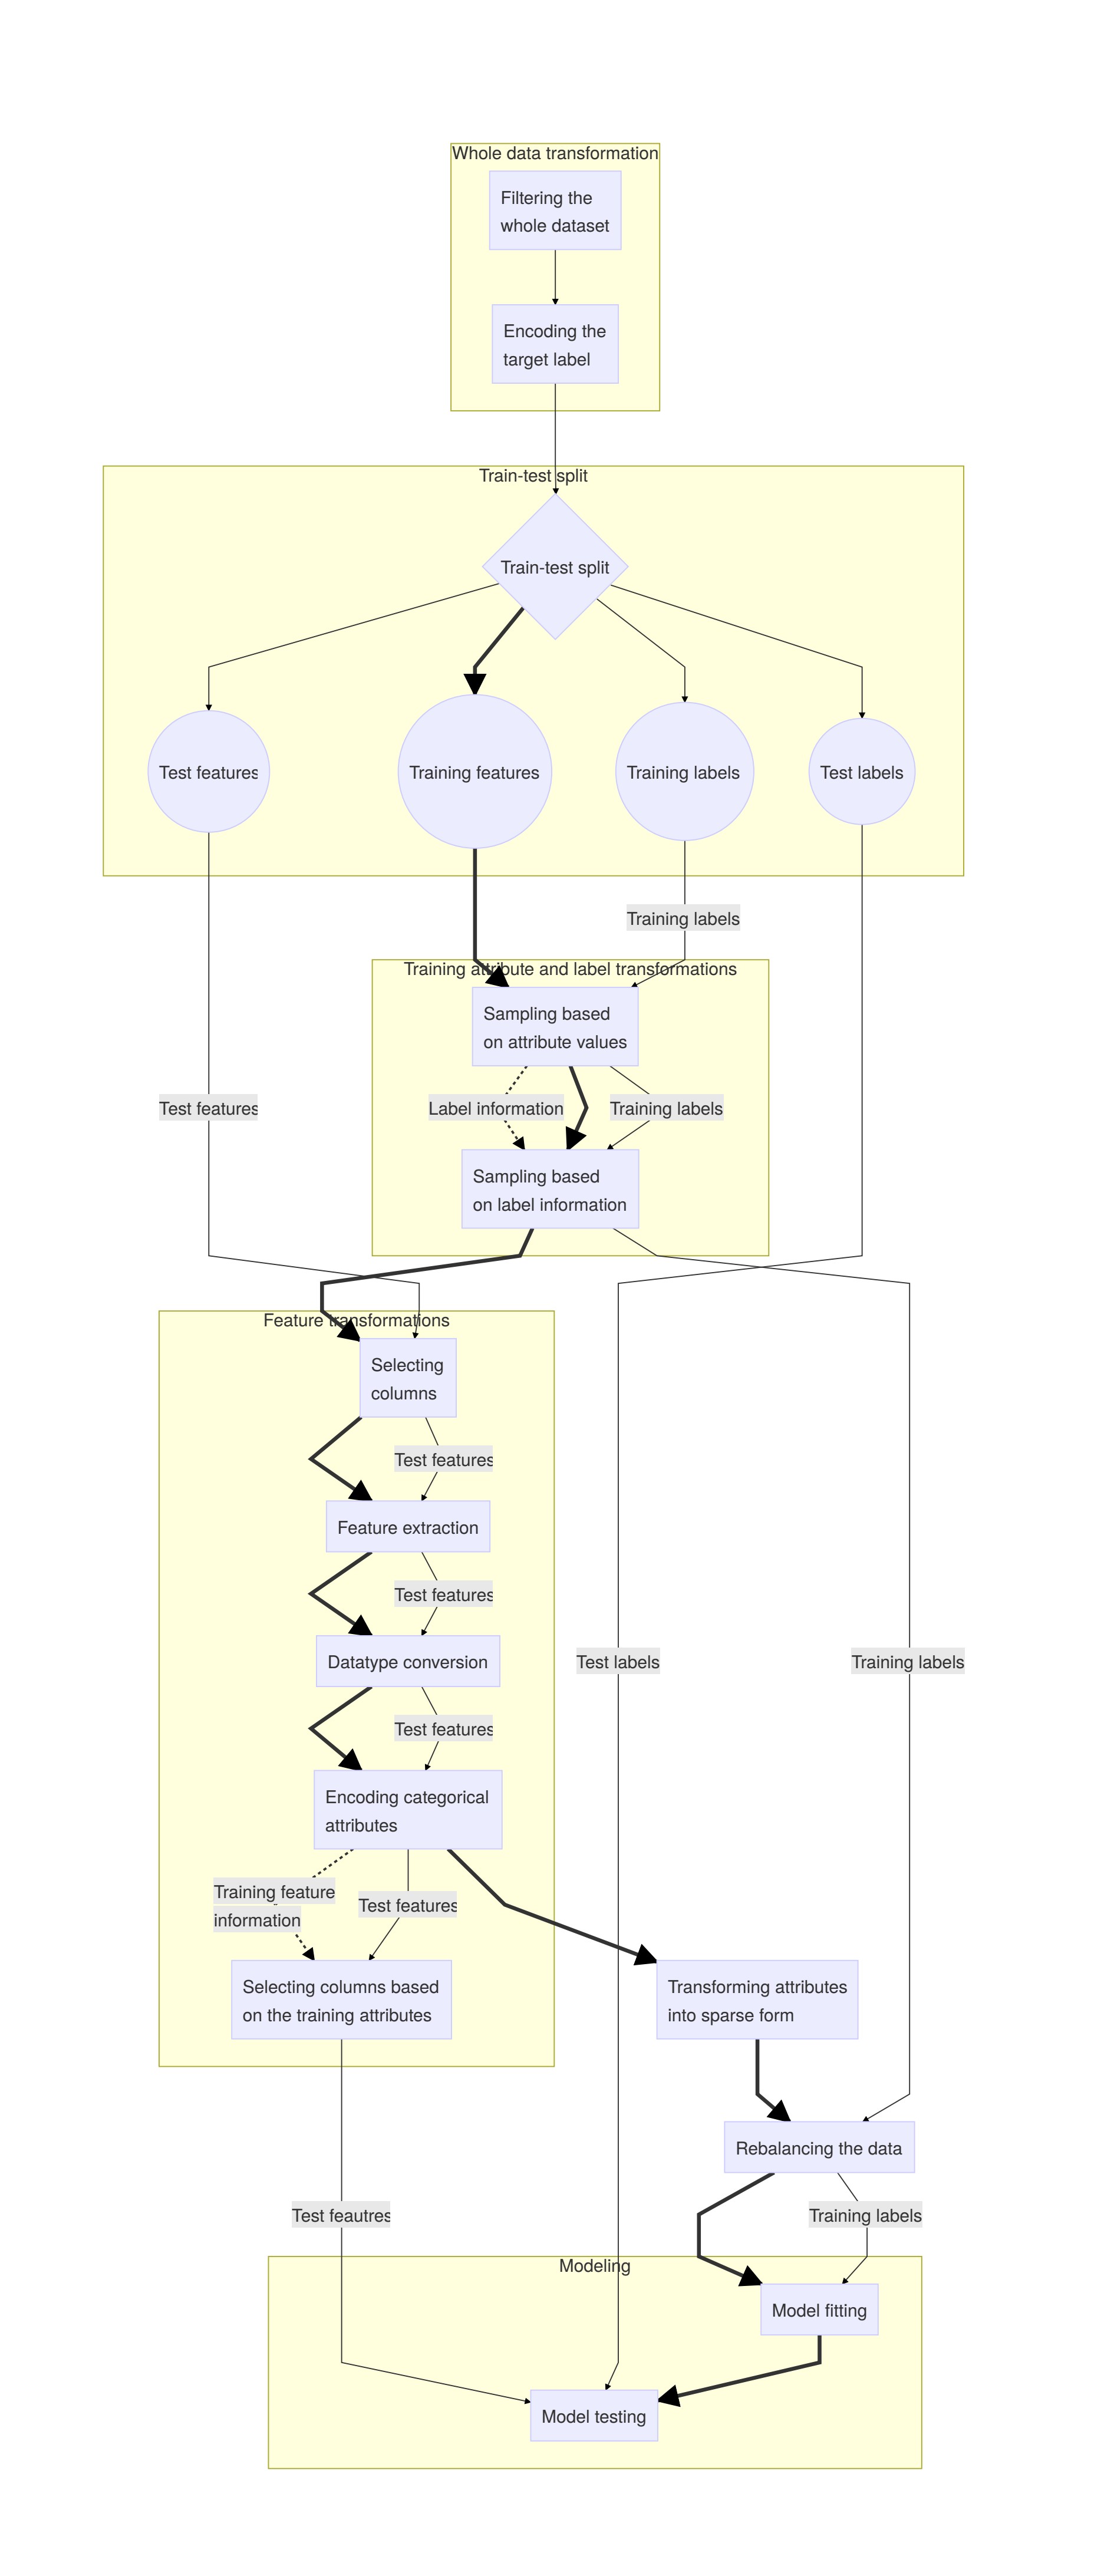 Whole data transformation
Filtering the
whole dataset
Encoding the
target label
Train-test split
Train-test split
Test features
Training features
Training labels
Test labels
Training labels
Training attribute and label transformations
Sampling based
on attribute values
Test features
Label information
Training labels
Sampling based
on label information
Feature transformations
Selecting
columns
Test features
Feature extraction
Test features
Datatype conversion
Test labels
Training labels
Test features
Encoding categorical
attributes
Training feature
information
Test features
Selecting columns based
on the training attributes
Transforming attributes
into sparse form
Rebalancing the data
Test feautres
Training labels
Modeling
Model fitting
Model testing